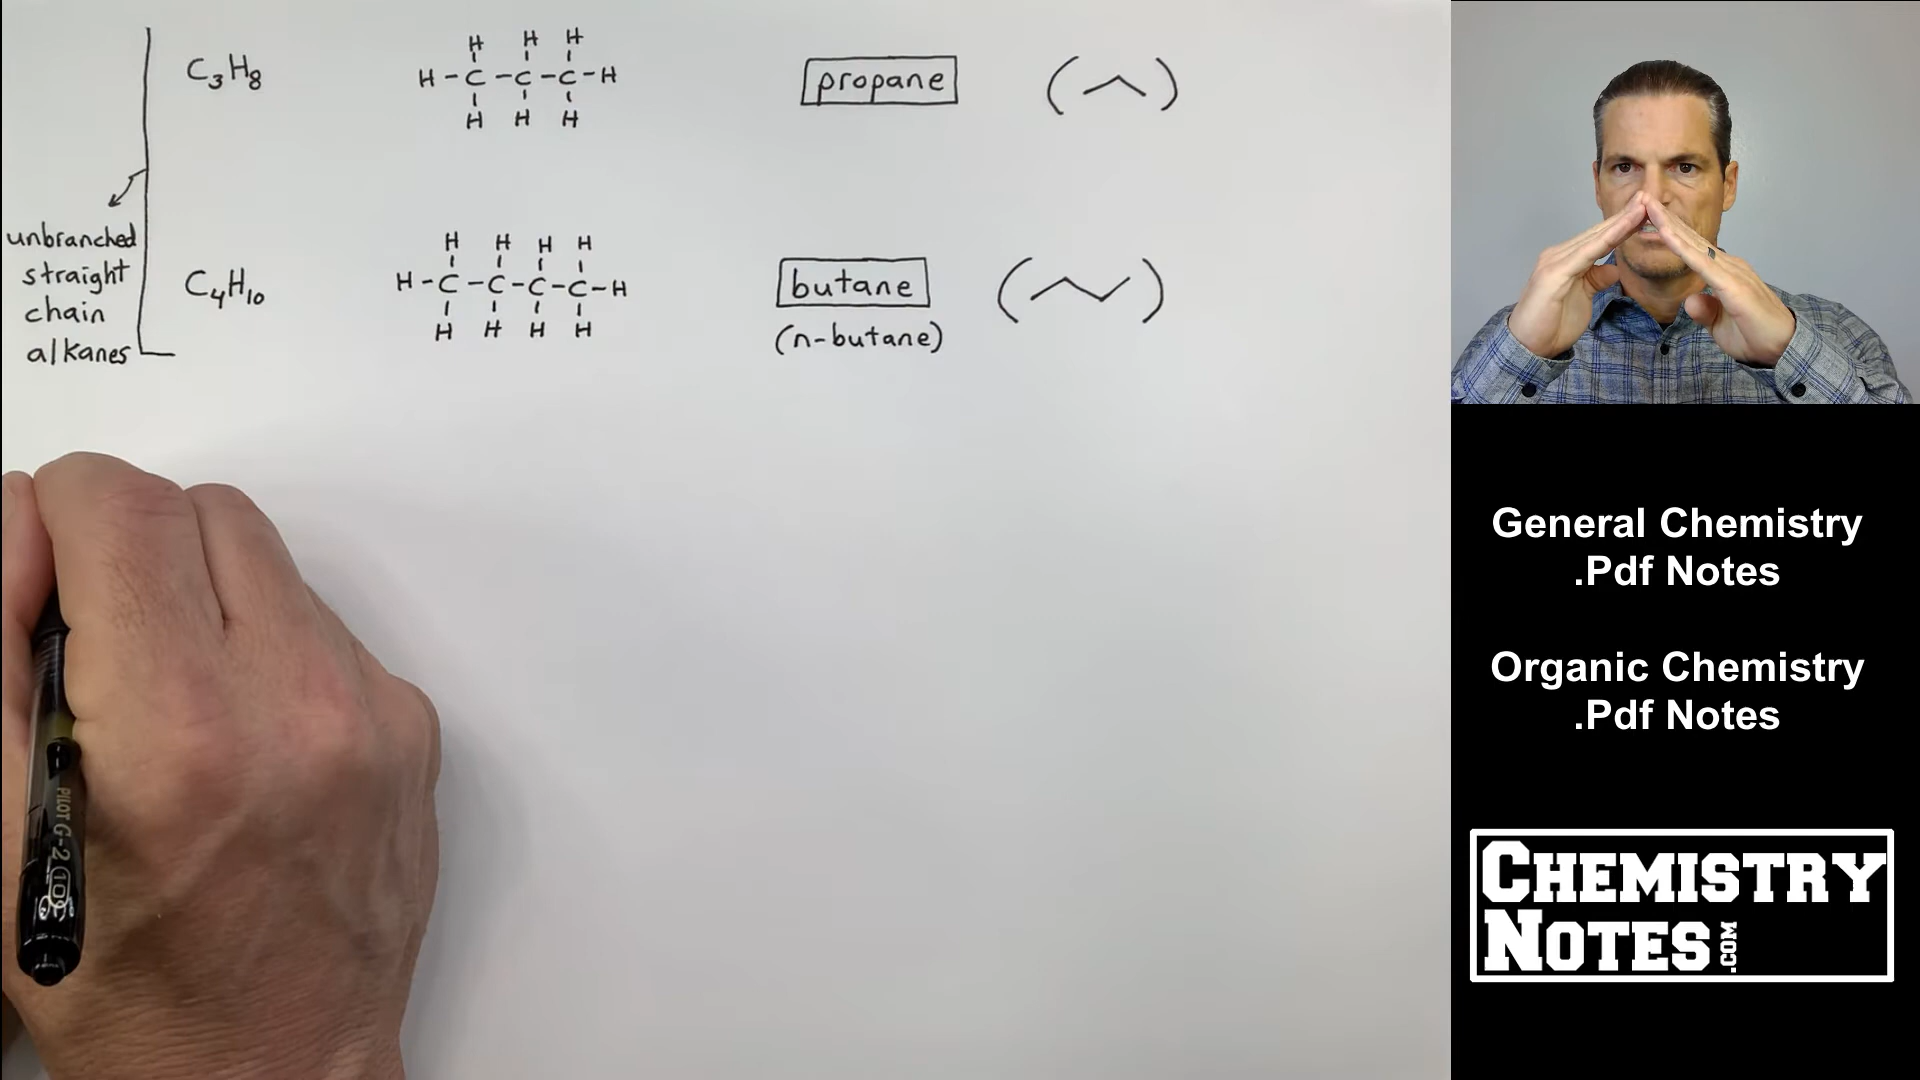 C₃H₈
H H H
H-C-C-C-H
H H H
propane
( )
unbranched
straight
chain
alkanes
C₄H₁₀
H H H H
H-C-C-C-C-H
H H H H
butane
( )
(n-butane)
PILOT G-2 10
General Chemistry
.Pdf Notes
Organic Chemistry
.Pdf Notes
CHEMISTRY
NOTES.COM